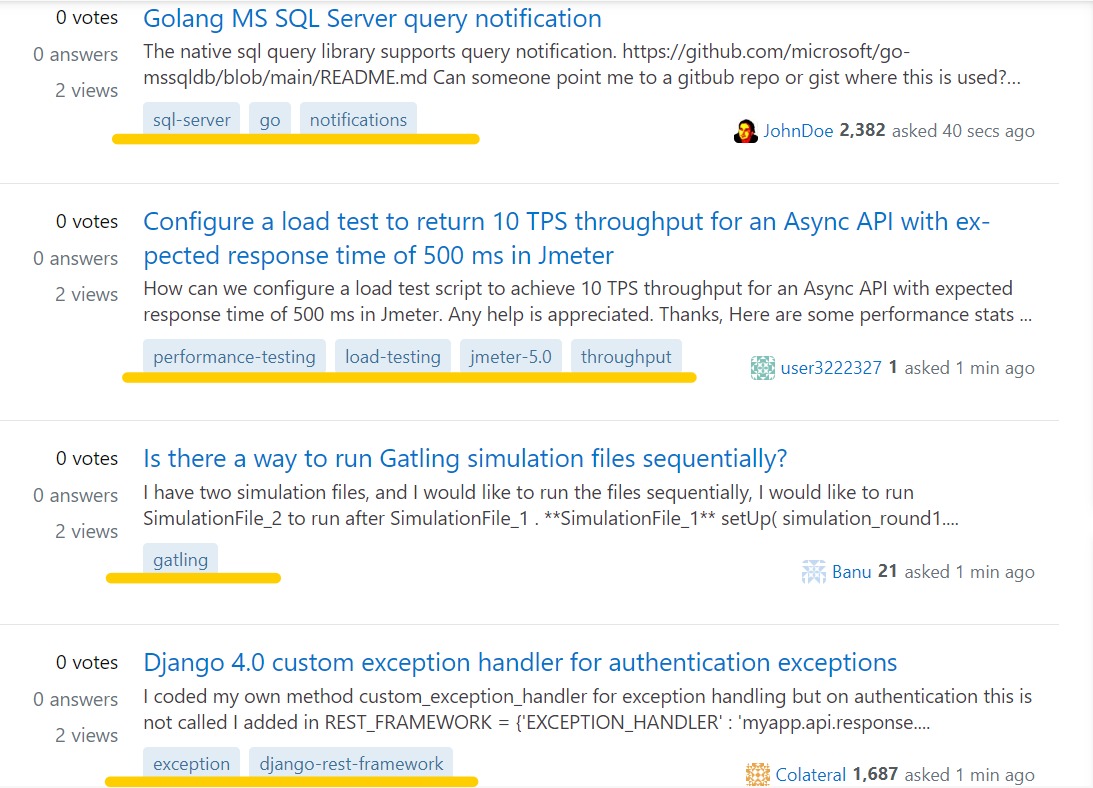 0 votes
Golang MS SQL Server query notification
0 answers
The native sql query library supports query notification. https://github.com/microsoft/go-
mssqldb/blob/main/README.md Can someone point me to a gitbub repo or gist where this is used?...
2 views
sql-server go notifications
JohnDoe 2,382 asked 40 secs ago
0 votes
Configure a load test to return 10 TPS throughput for an Async API with ex-
pected response time of 500 ms in Jmeter
0 answers
2 views
How can we configure a load test script to achieve 10 TPS throughput for an Async API with expected
response time of 500 ms in Jmeter. Any help is appreciated. Thanks, Here are some performance stats ...
performance-testing load-testing jmeter-5.0 throughput
user3222327 1 asked 1 min ago
0 votes
Is there a way to run Gatling simulation files sequentially?
0 answers
I have two simulation files, and I would like to run the files sequentially, I would like to run
SimulationFile_2 to run after SimulationFile_1 . **SimulationFile_1** setUp( simulation_round1....
2 views
gatling
Banu 21 asked 1 min ago
0 votes
Django 4.0 custom exception handler for authentication exceptions
0 answers
I coded my own method custom_exception_handler for exception handling but on authentication this is
not called I added in REST_FRAMEWORK = {'EXCEPTION_HANDLER' : 'myapp.api.response....
2 views
exception django-rest-framework
Colateral 1,687 asked 1 min ago